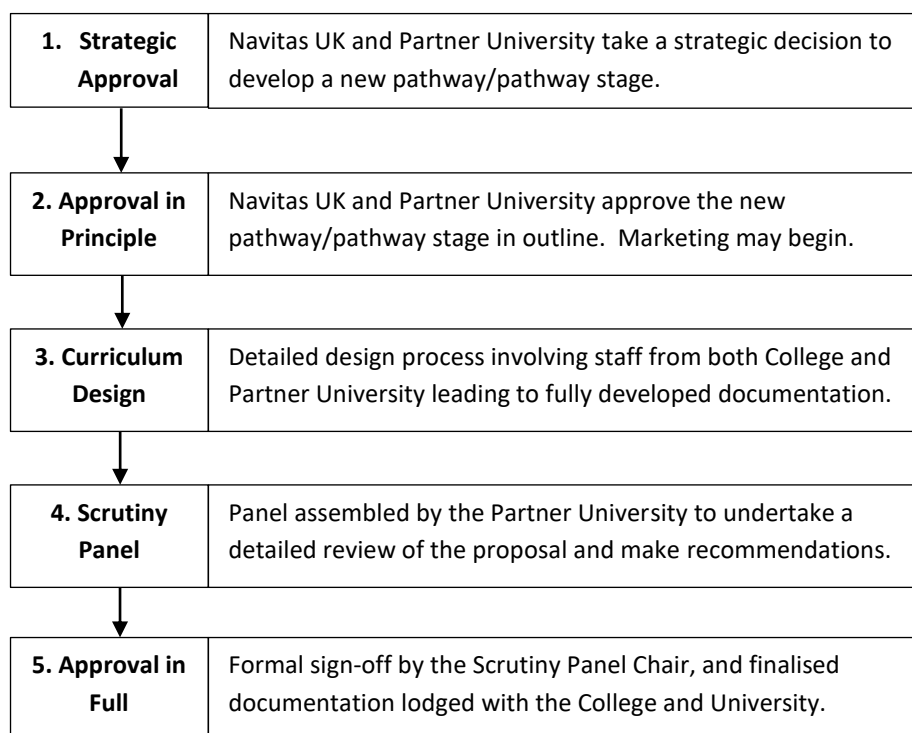 1. Strategic
Approval
Navitas UK and Partner University take a strategic decision to
develop a new pathway/pathway stage.
2. Approval in
Principle
Navitas UK and Partner University approve the new
pathway/pathway stage in outline.  Marketing may begin.
3. Curriculum
Design
Detailed design process involving staff from both College and
Partner University leading to fully developed documentation.
4. Scrutiny
Panel
Panel assembled by the Partner University to undertake a
detailed review of the proposal and make recommendations.
5. Approval in
Full
Formal sign-off by the Scrutiny Panel Chair, and finalised
documentation lodged with the College and University.